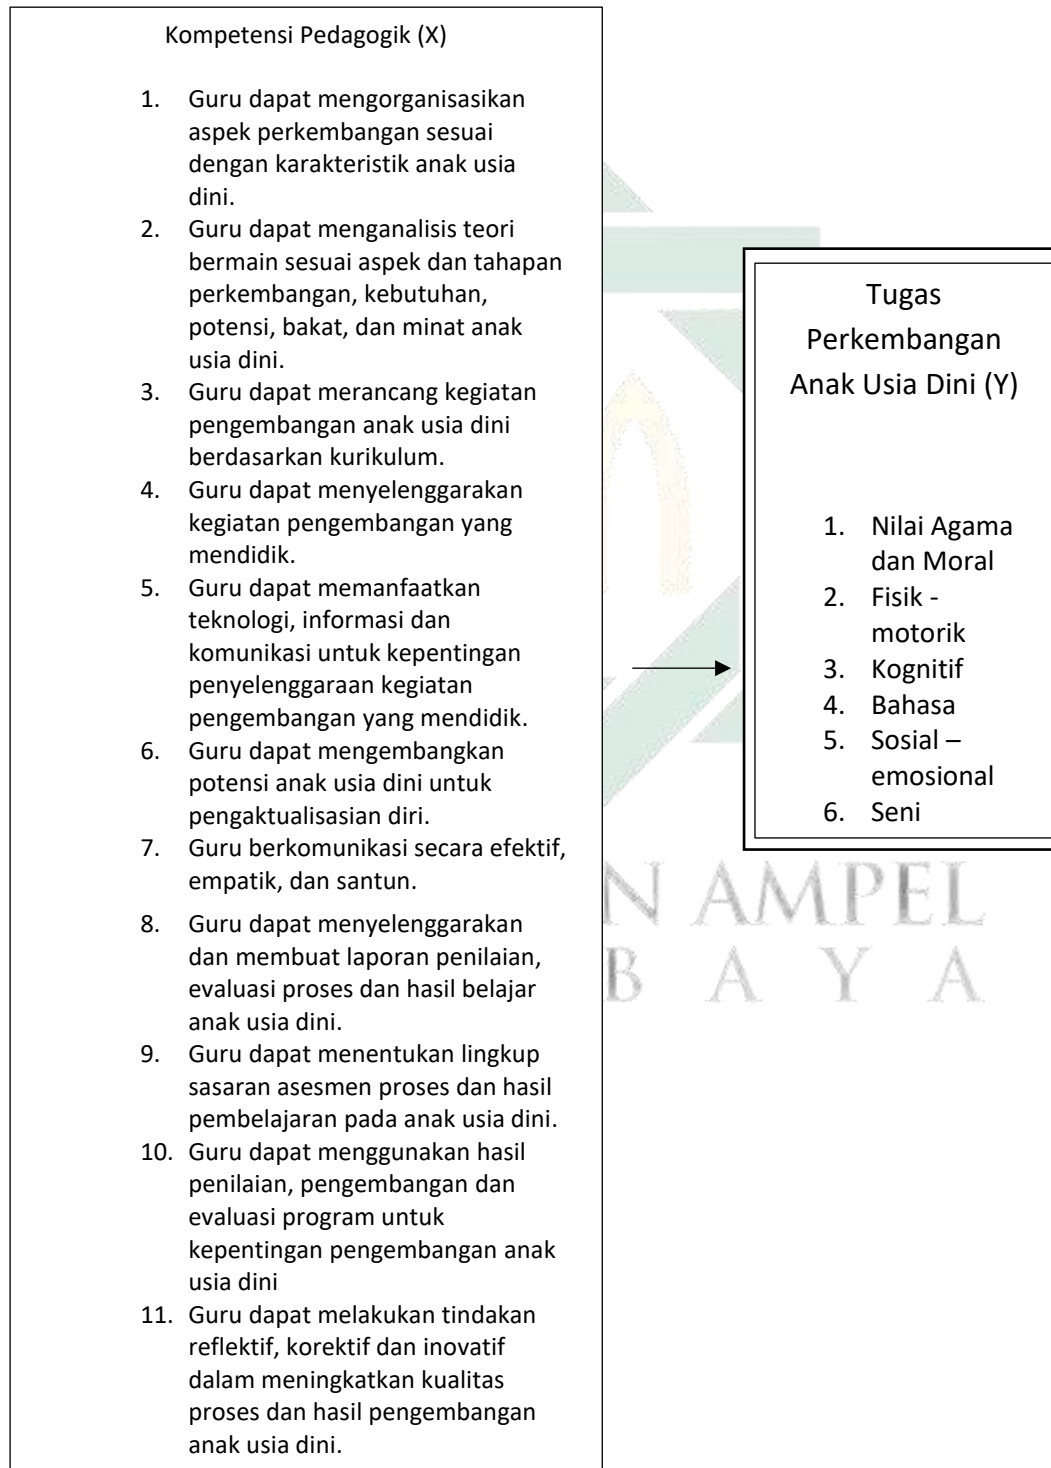 Kompetensi Pedagogik (X)
1. Guru dapat mengorganisasikan
aspek perkembangan sesuai
dengan karakteristik anak usia
dini.
2. Guru dapat menganalisis teori
bermain sesuai aspek dan tahapan
perkembangan, kebutuhan,
potensi, bakat, dan minat anak
usia dini.
3. Guru dapat merancang kegiatan
pengembangan anak usia dini
berdasarkan kurikulum.
4. Guru dapat menyelenggarakan
kegiatan pengembangan yang
mendidik.
5. Guru dapat memanfaatkan
teknologi, informasi dan
komunikasi untuk kepentingan
penyelenggaraan kegiatan
pengembangan yang mendidik.
6. Guru dapat mengembangkan
potensi anak usia dini untuk
pengaktualisasian diri.
7. Guru berkomunikasi secara efektif,
empatik, dan santun.
8. Guru dapat menyelenggarakan
dan membuat laporan penilaian,
evaluasi proses dan hasil belajar
anak usia dini.
9. Guru dapat menentukan lingkup
sasaran asesmen proses dan hasil
pembelajaran pada anak usia dini.
10. Guru dapat menggunakan hasil
penilaian, pengembangan dan
evaluasi program untuk
kepentingan pengembangan anak
usia dini
11. Guru dapat melakukan tindakan
reflektif, korektif dan inovatif
dalam meningkatkan kualitas
proses dan hasil pengembangan
anak usia dini.
Tugas
Perkembangan
Anak Usia Dini (Y)
1. Nilai Agama
dan Moral
2. Fisik -
motorik
3. Kognitif
4. Bahasa
5. Sosial –
emosional
6. Seni
N AMPEL
B A Y A